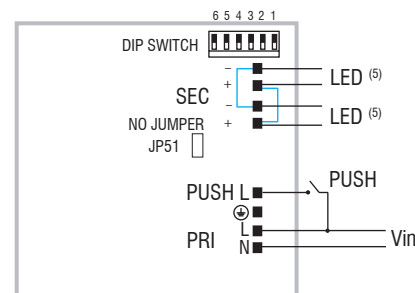 6 5 4 3 2 1
DIP SWITCH
−
LED (5)
+
SEC
−
LED (5)
NO JUMPER +
JP51
PUSH L
PUSH
L
PRI
N
Vin